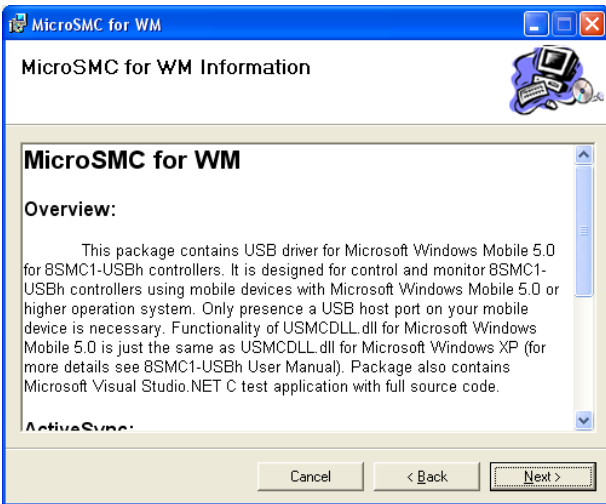 MicroSMC for WM
MicroSMC for WM Information
MicroSMC for WM
Overview:
This package contains USB driver for Microsoft Windows Mobile 5.0
for 8SMC1-USBh controllers. It is designed for control and monitor 8SMC1-
USBh controllers using mobile devices with Microsoft Windows Mobile 5.0 or
higher operation system. Only presence a USB host port on your mobile
device is necessary. Functionality of USMCDLL.dll for Microsoft Windows
Mobile 5.0 is just the same as USMCDLL.dll for Microsoft Windows XP (for
more details see 8SMC1-USBh User Manual). Package also contains
Microsoft Visual Studio.NET C test application with full source code.
ActiveSync:
Cancel
< Back
Next >